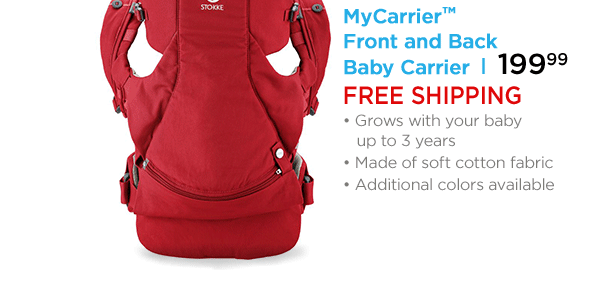 STOKKE
MyCarrier™
Front and Back
Baby Carrier | 199⁹⁹
FREE SHIPPING
• Grows with your baby
up to 3 years
• Made of soft cotton fabric
• Additional colors available